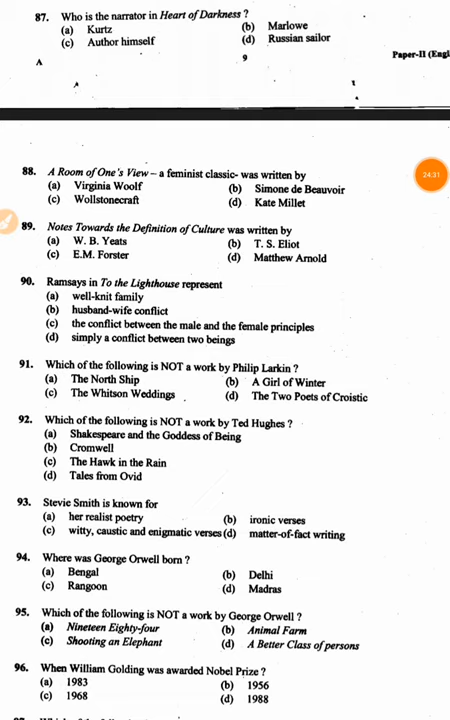 87. Who is the narrator in Heart of Darkness ?
(a) Kurtz (b) Marlowe
(c) Author himself (d) Russian sailor
A 9 Paper-II (Engl
24:31
88. A Room of One's View – a feminist classic- was written by
(a) Virginia Woolf (b) Simone de Beauvoir
(c) Wollstonecraft (d) Kate Millet
89. Notes Towards the Definition of Culture was written by
(a) W. B. Yeats (b) T. S. Eliot
(c) E.M. Forster (d) Matthew Arnold
90. Ramsays in To the Lighthouse represent
(a) well-knit family
(b) husband-wife conflict
(c) the conflict between the male and the female principles
(d) simply a conflict between two beings
91. Which of the following is NOT a work by Philip Larkin ?
(a) The North Ship (b) A Girl of Winter
(c) The Whitson Weddings (d) The Two Poets of Croistic
92. Which of the following is NOT a work by Ted Hughes ?
(a) Shakespeare and the Goddess of Being
(b) Cromwell
(c) The Hawk in the Rain
(d) Tales from Ovid
93. Stevie Smith is known for
(a) her realist poetry (b) ironic verses
(c) witty, caustic and enigmatic verses (d) matter-of-fact writing
94. Where was George Orwell born ?
(a) Bengal (b) Delhi
(c) Rangoon (d) Madras
95. Which of the following is NOT a work by George Orwell ?
(a) Nineteen Eighty-four (b) Animal Farm
(c) Shooting an Elephant (d) A Better Class of persons
96. When William Golding was awarded Nobel Prize ?
(a) 1983 (b) 1956
(c) 1968 (d) 1988